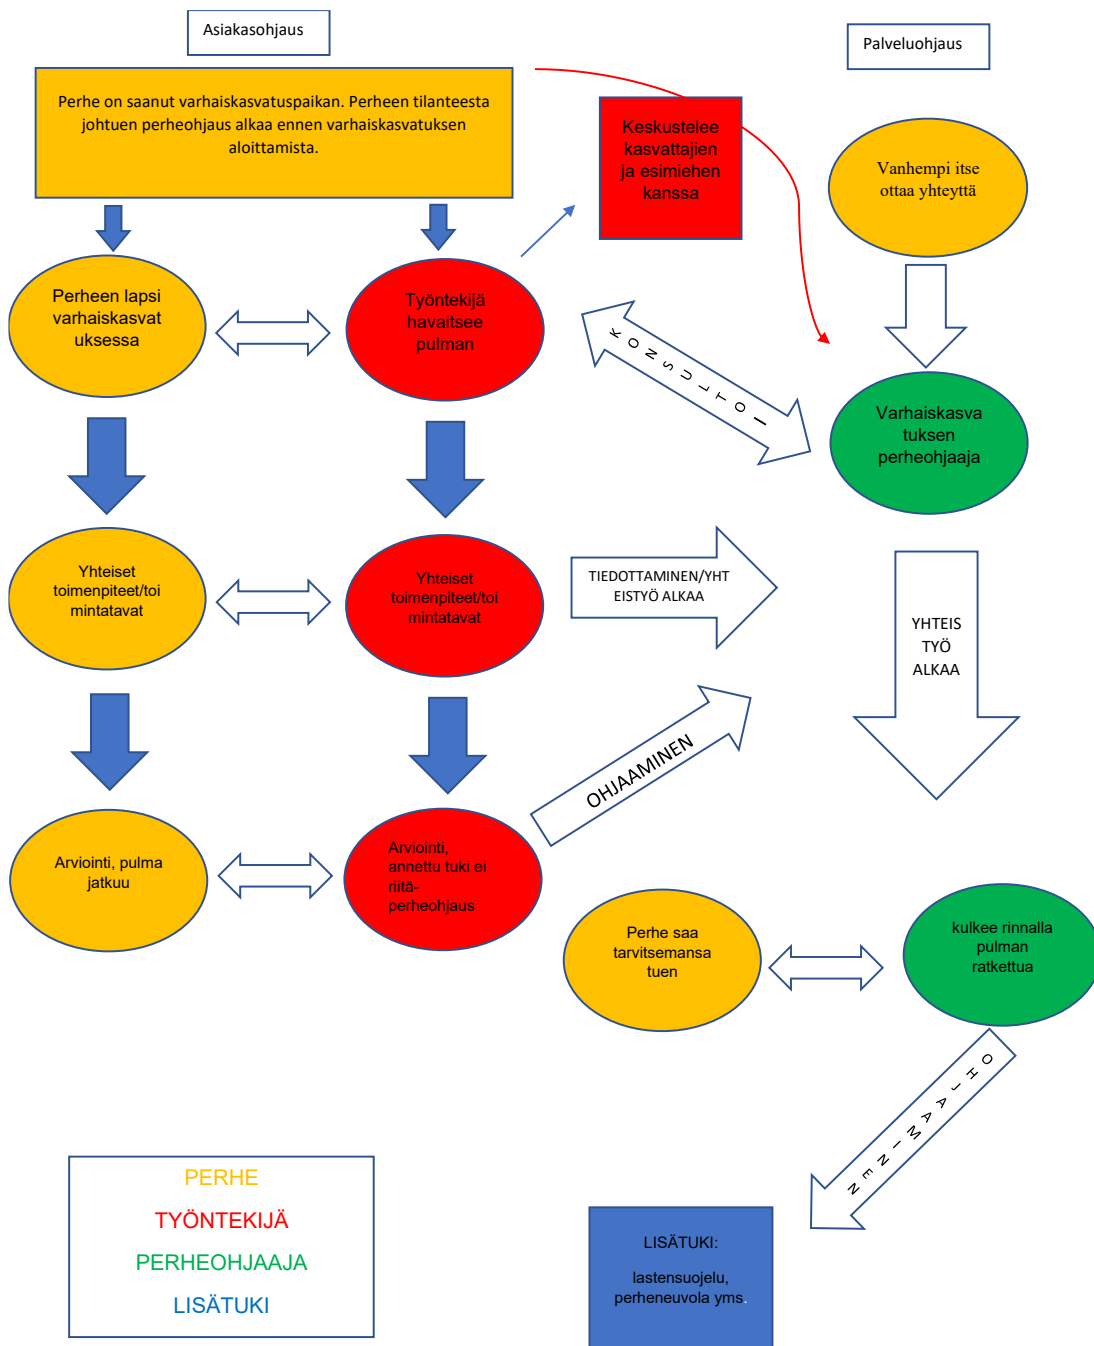 Asiakasohjaus
Palveluohjaus
Perhe on saanut varhaiskasvatuspaikan. Perheen tilanteesta
johtuen perheohjaus alkaa ennen varhaiskasvatuksen
aloittamista.
Keskustelee
kasvattajien
ja esimiehen
kanssa
Vanhempi itse
ottaa yhteyttä
Perheen lapsi
varhaiskasvat
uksessa
Työntekijä
havaitsee
pulman
KONSULTOI
Varhaiskasva
tuksen
perheohjaaja
Yhteiset
toimenpiteet/toi
mintatavat
Yhteiset
toimenpiteet/toi
mintatavat
TIEDOTTAMINEN/YHT
EISTYÖ ALKAA
YHTEIS
TYÖ
ALKAA
OHJAAMINEN
Arviointi, pulma
jatkuu
Arviointi,
annettu tuki ei
riitä-
perheohjaus
Perhe saa
tarvitsemansa
tuen
kulkee rinnalla
pulman
ratkettua
OHJAAMINEN
PERHE
TYÖNTEKIJÄ
PERHEOHJAAJA
LISÄTUKI
LISÄTUKI:
lastensuojelu,
perheneuvola yms.